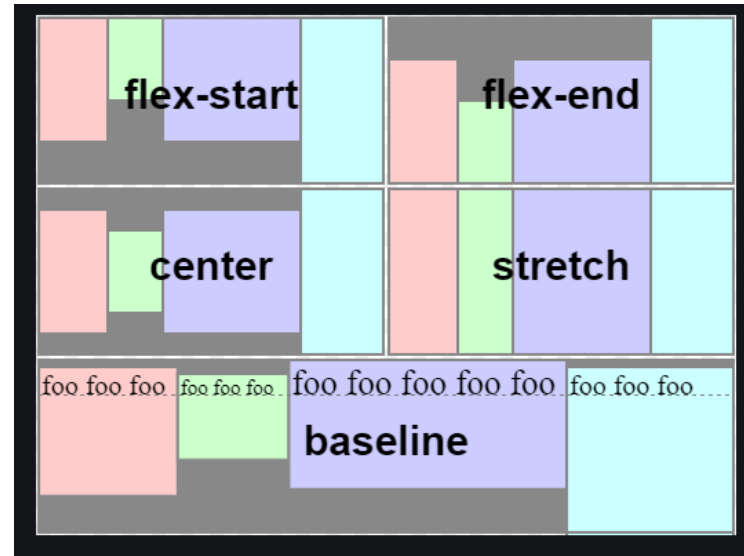 flex-start
flex-end
center
stretch
foo foo foo
foo foo foo
foo foo foo foo foo
foo foo foo
baseline